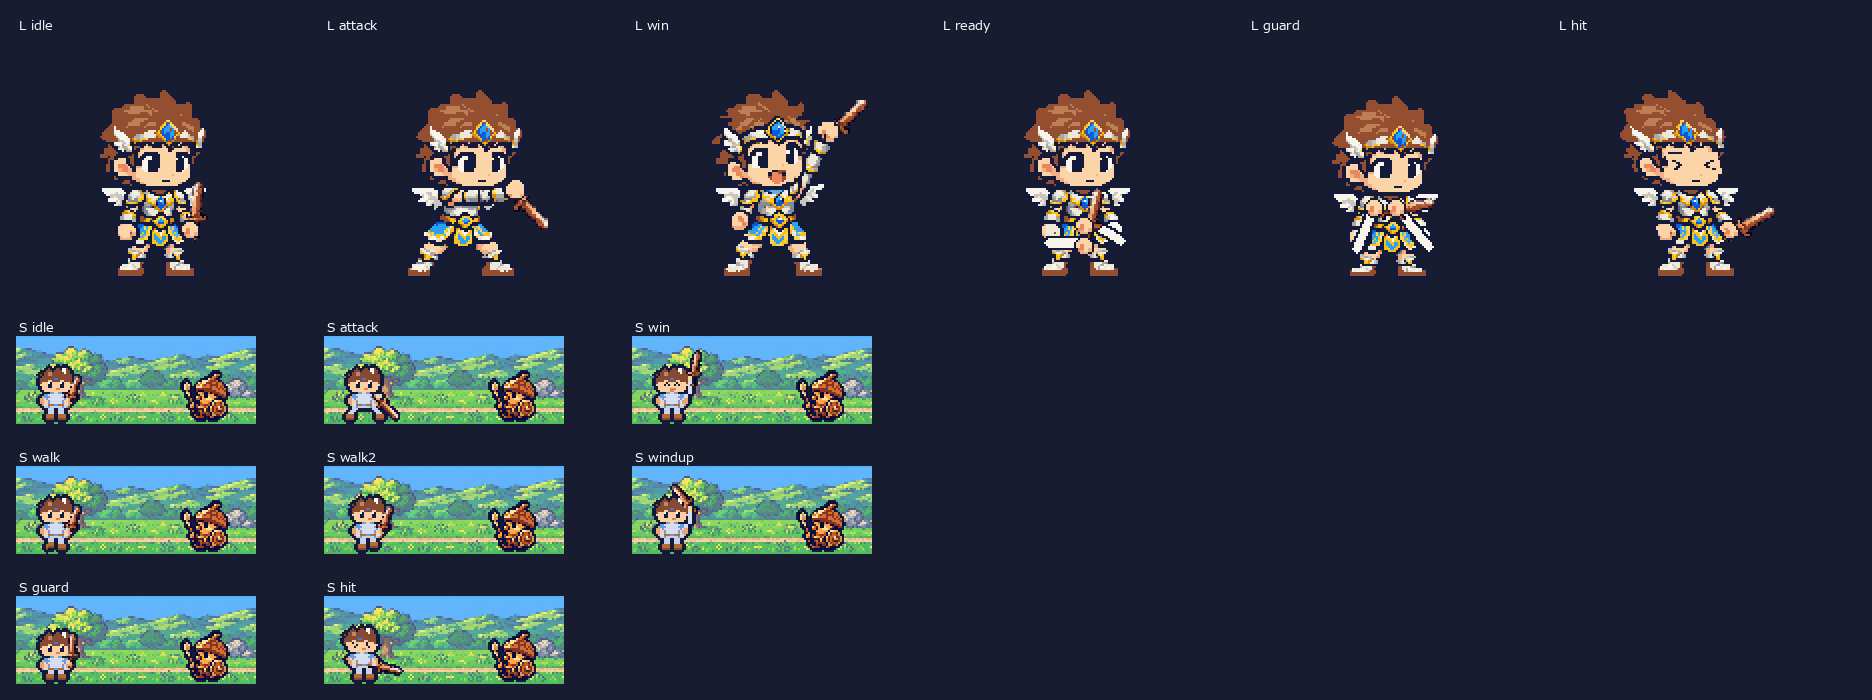 L idle
L attack
L win
L ready
L guard
L hit
S idle
S attack
S win
S walk
S walk2
S windup
S guard
S hit